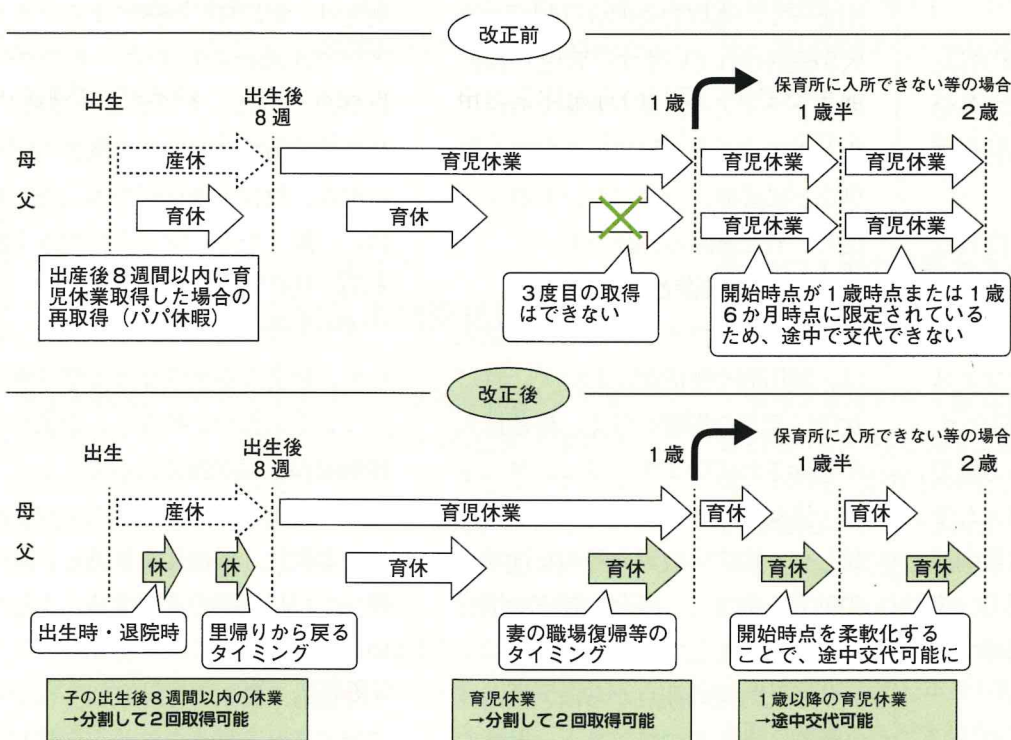 改正前
保育所に入所できない等の場合
出生
出生後
8週
1歳
1歳半
2歳
母
産休
育児休業
育児休業
育児休業
父
育休
育休
育児休業
育児休業
出産後8週間以内に育
児休業取得した場合の
再取得(パパ休暇)
3度目の取得
はできない
開始時点が1歳時点または1歳
6か月時点に限定されている
ため、途中で交代できない
改正後
保育所に入所できない等の場合
出生
出生後
8週
1歳
1歳半
2歳
母
産休
育児休業
育休
育休
父
休
休
育休
育休
育休
育休
出生時・退院時
里帰りから戻る
タイミング
妻の職場復帰等の
タイミング
開始時点を柔軟化する
ことで、途中交代可能に
子の出生後8週間以内の休業
→分割して2回取得可能
育児休業
→分割して2回取得可能
1歳以降の育児休業
→途中交代可能